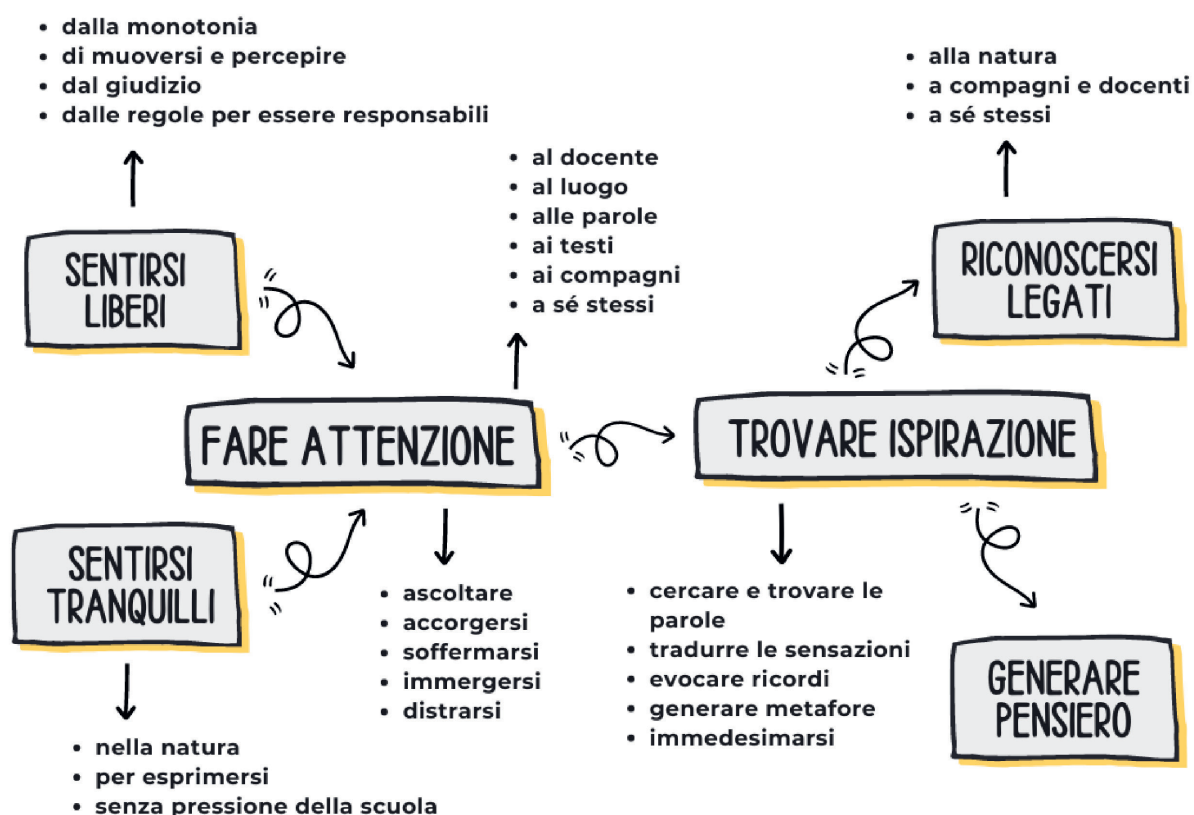 dalla monotonia
di muoversi e percepire
dal giudizio
dalle regole per essere responsabili
alla natura
a compagni e docenti
a sé stessi
al docente
al luogo
alle parole
ai testi
ai compagni
a sé stessi
SENTIRSI
LIBERI
RICONOSCERSI
LEGATI
FARE ATTENZIONE
TROVARE ISPIRAZIONE
SENTIRSI
TRANQUILLI
ascoltare
accorgersi
soffermarsi
immergersi
distrarsi
cercare e trovare le
parole
tradurre le sensazioni
evocare ricordi
generare metafore
immedesimarsi
GENERARE
PENSIERO
nella natura
per esprimersi
senza pressione della scuola